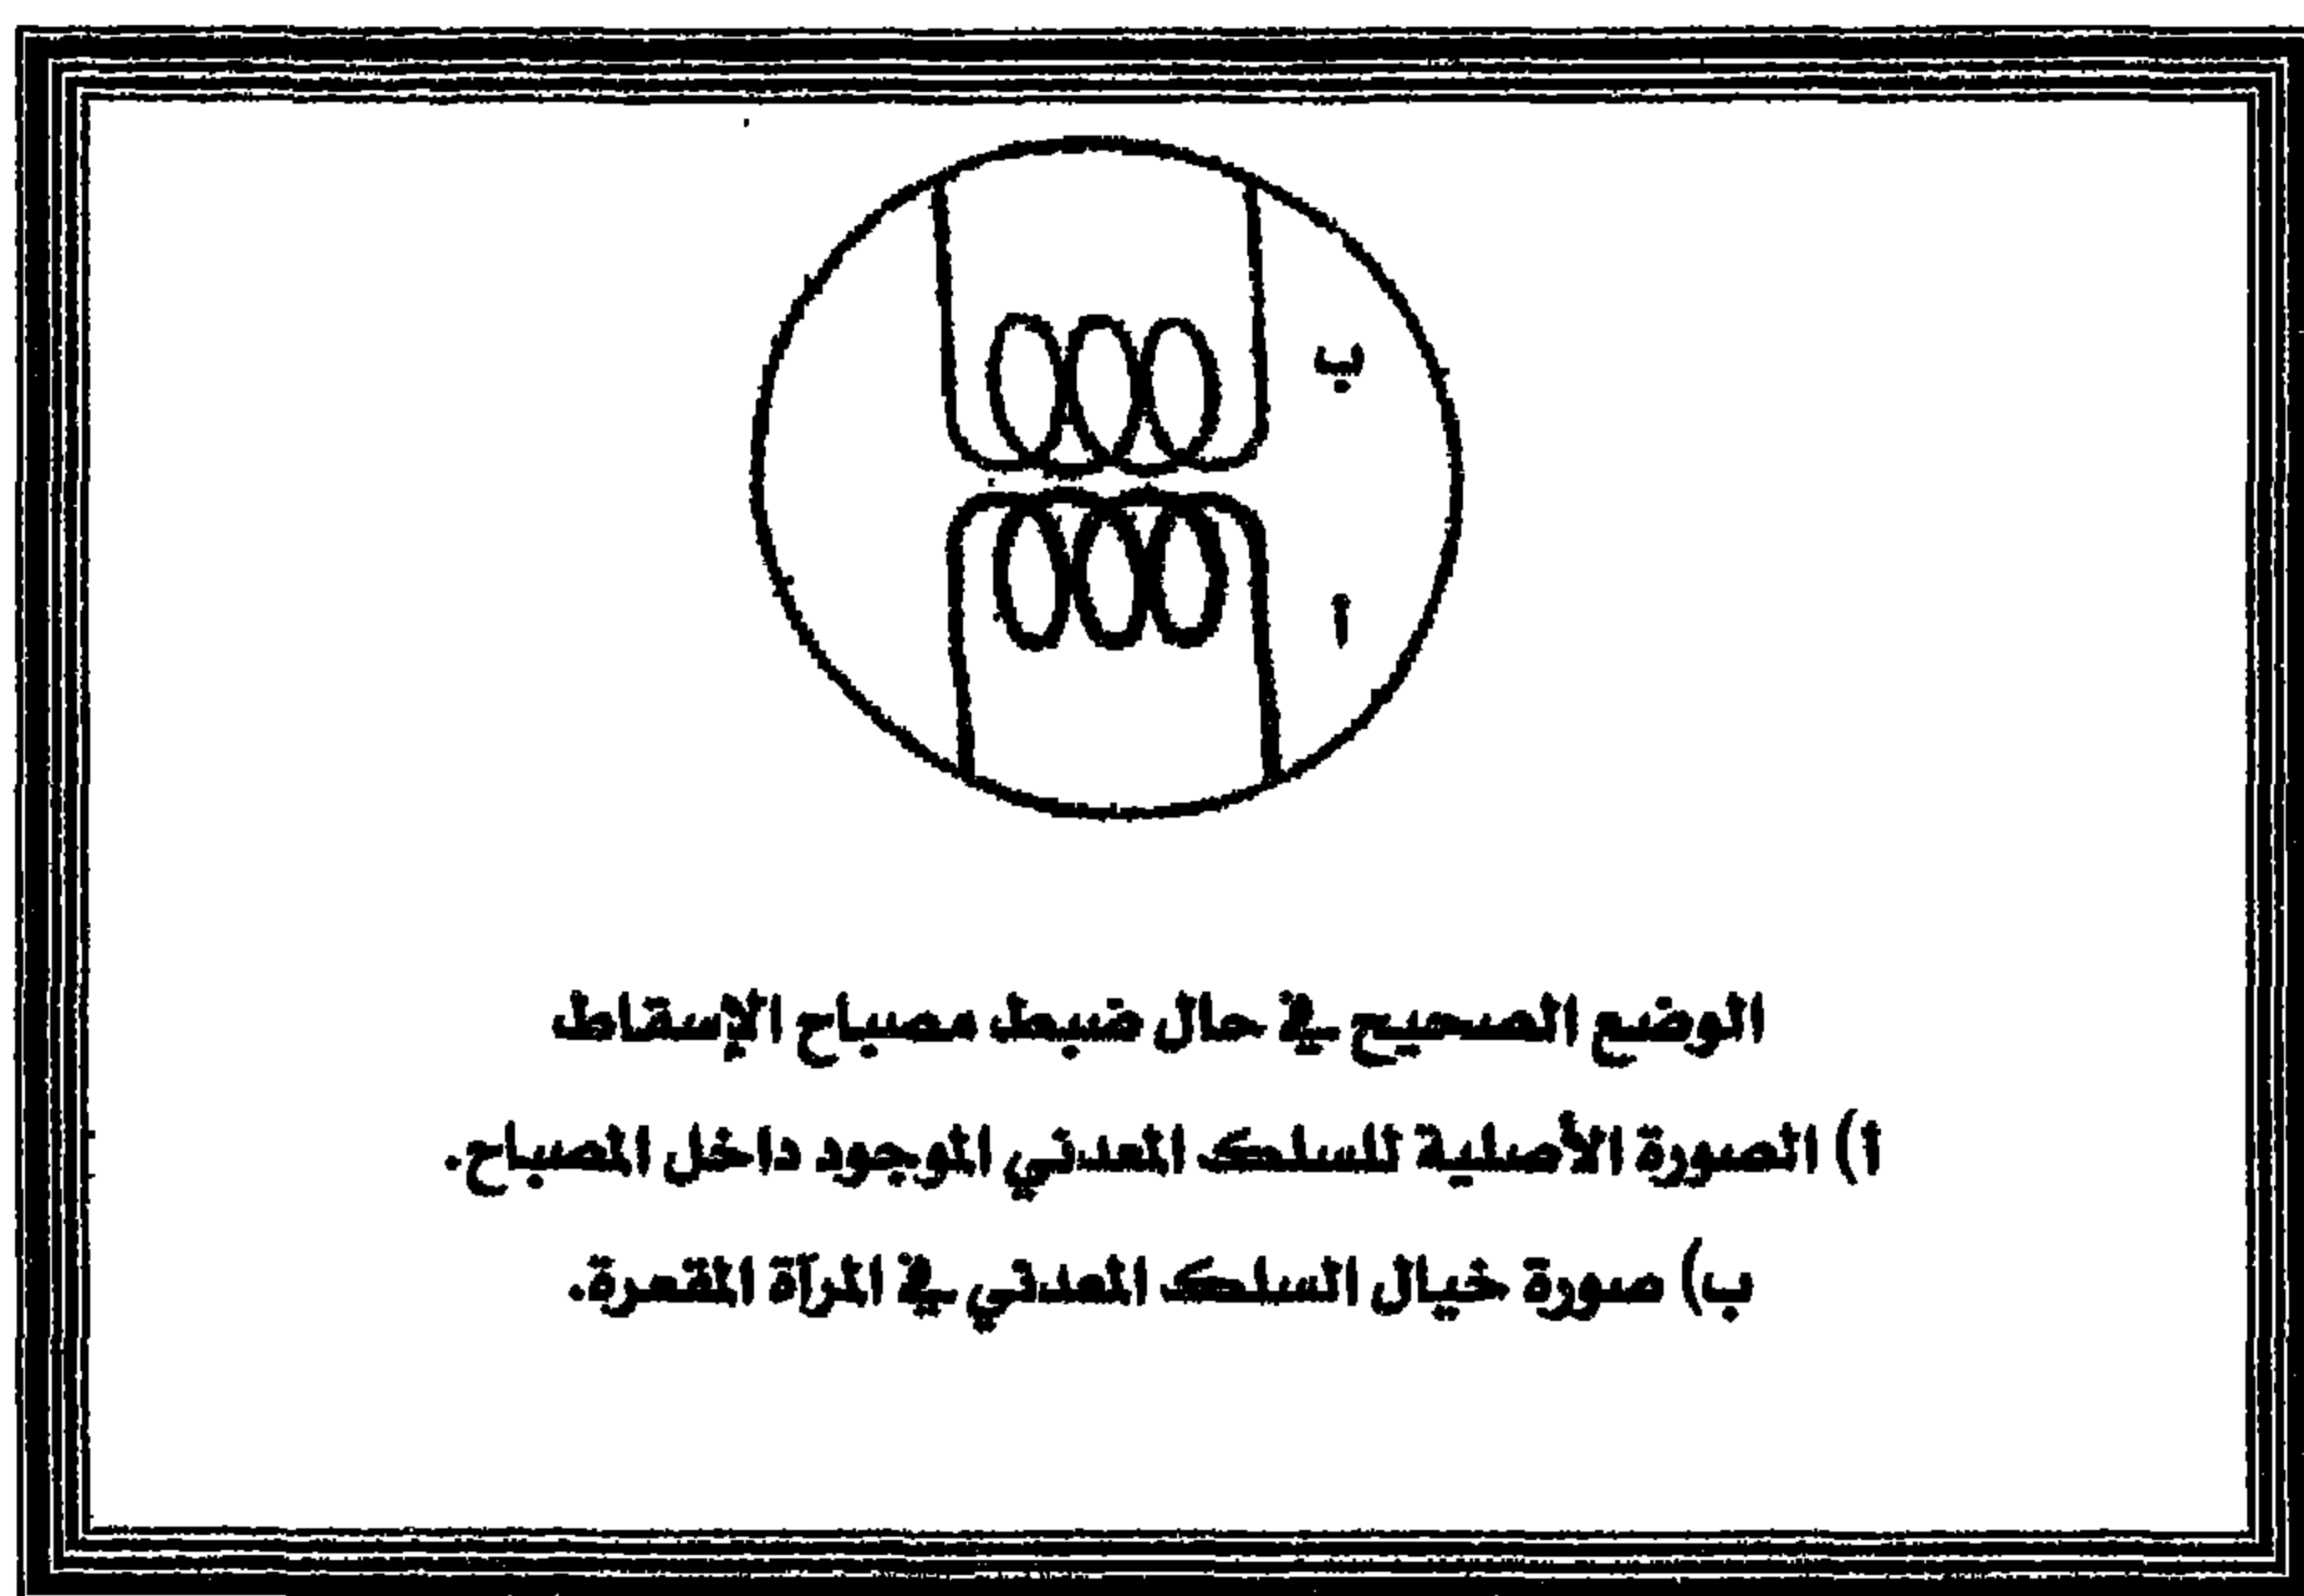 ب
أ
الوضع الصحيح في حال ضبط مصباح الإسقاط
أ) الصورة الأصلية للسلك المعدني الموجود داخل المصباح.
ب) صورة خيال السلك المعدني في المرآة المقعرة.